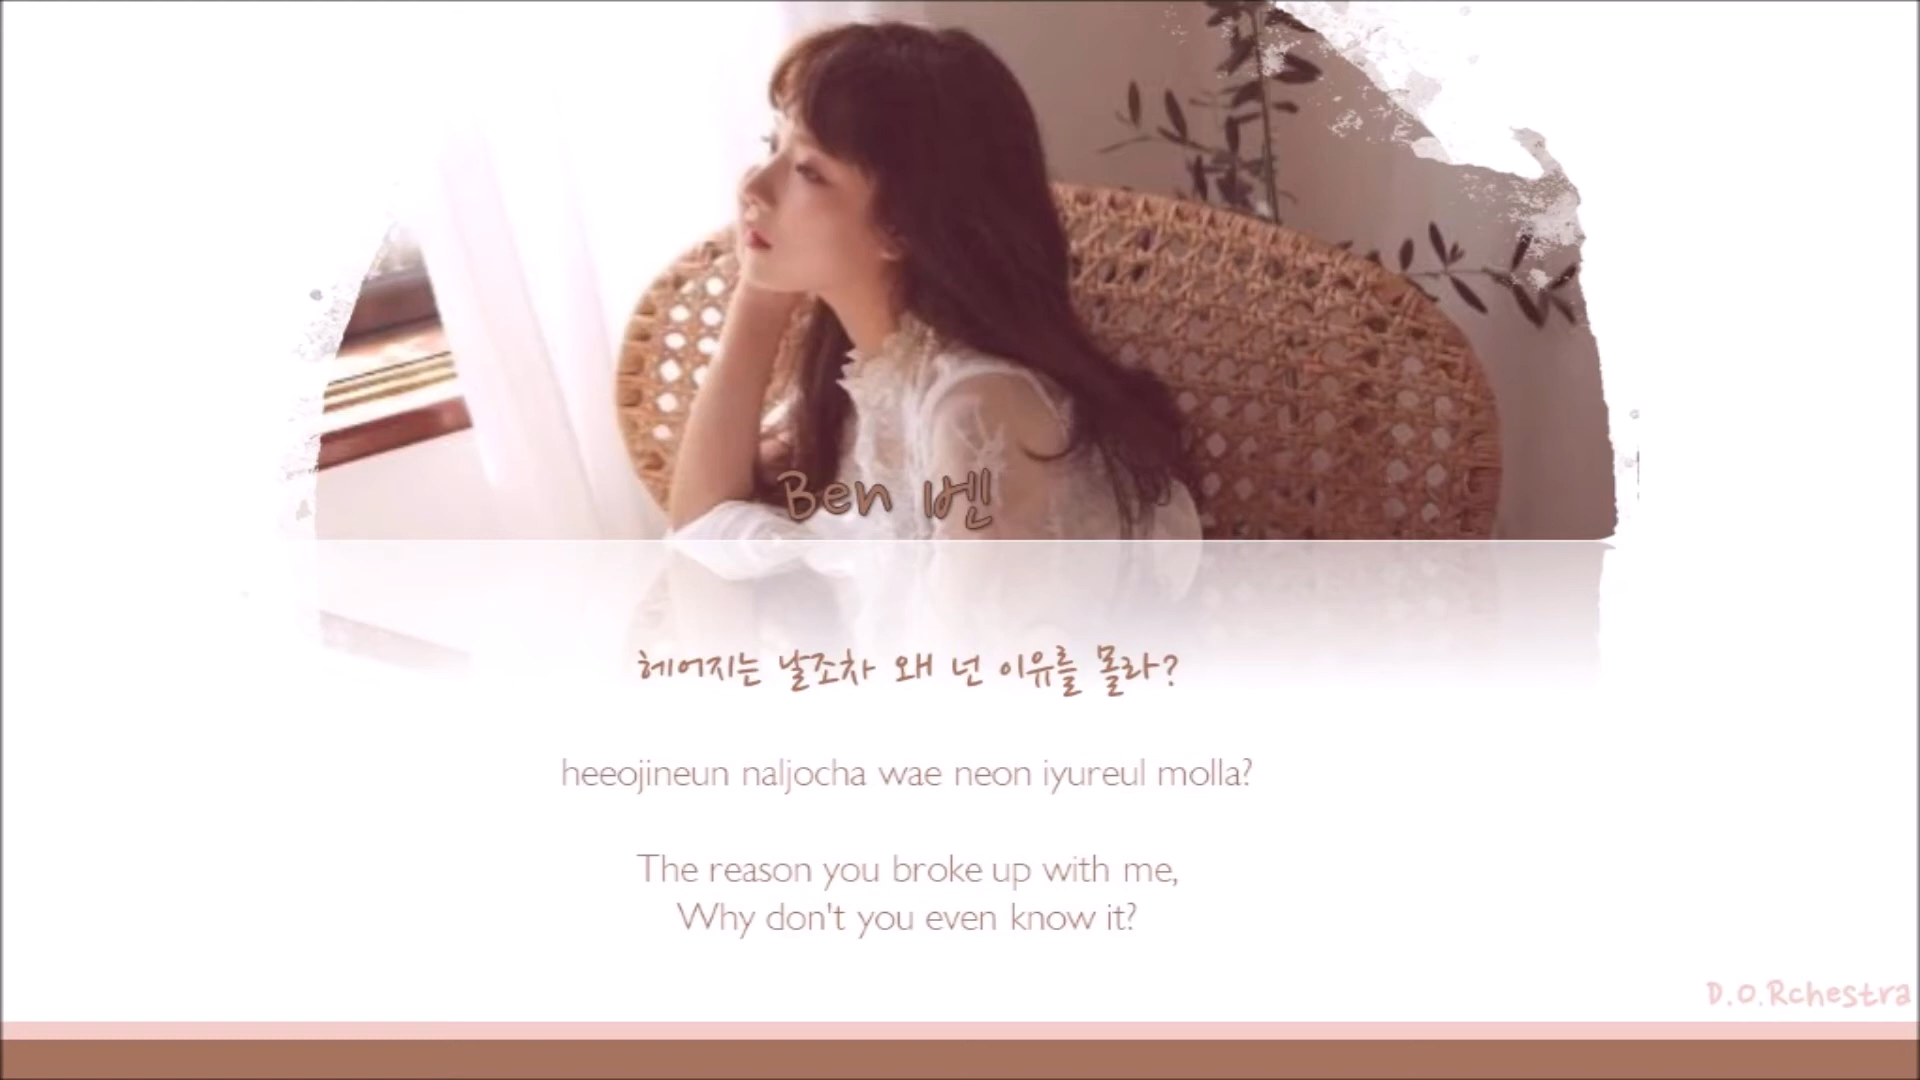 Ben 벤
헤어지는 날조차 왜 넌 이유를 몰라?
heeojineun naljocha wae neon iyureul molla?
The reason you broke up with me,
Why don't you even know it?
D.O.Rchestra